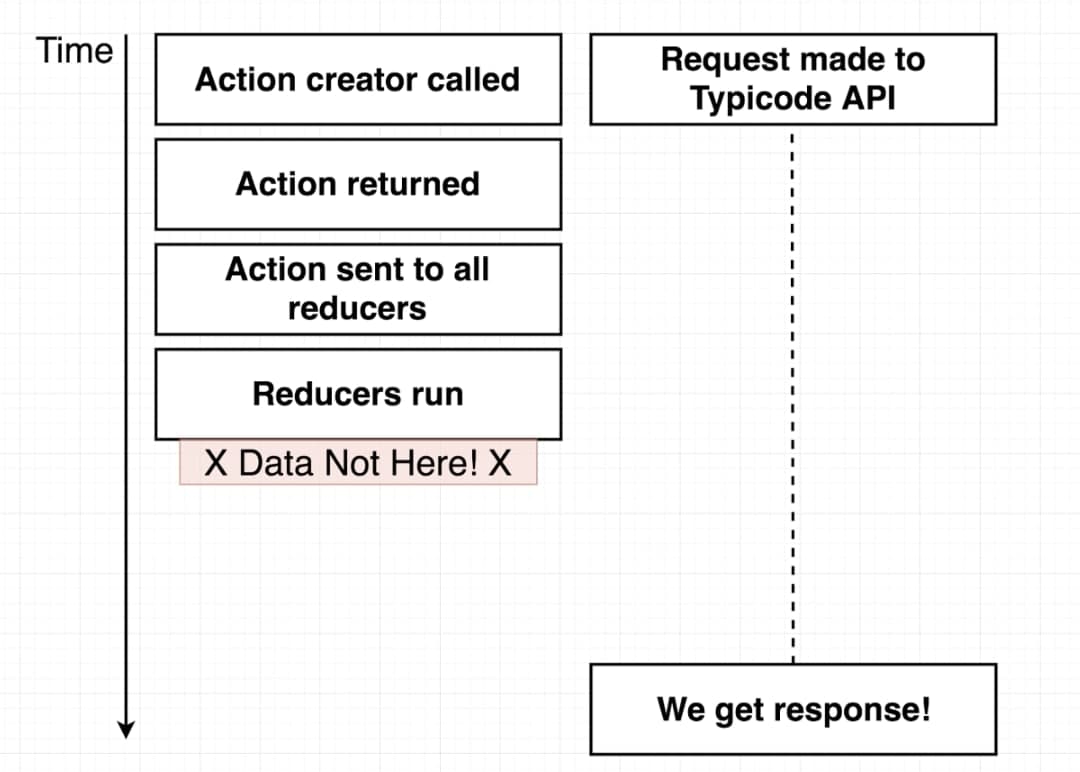 Time
Action creator called
Request made to
Typicode API
Action returned
Action sent to all
reducers
Reducers run
X Data Not Here! X
We get response!